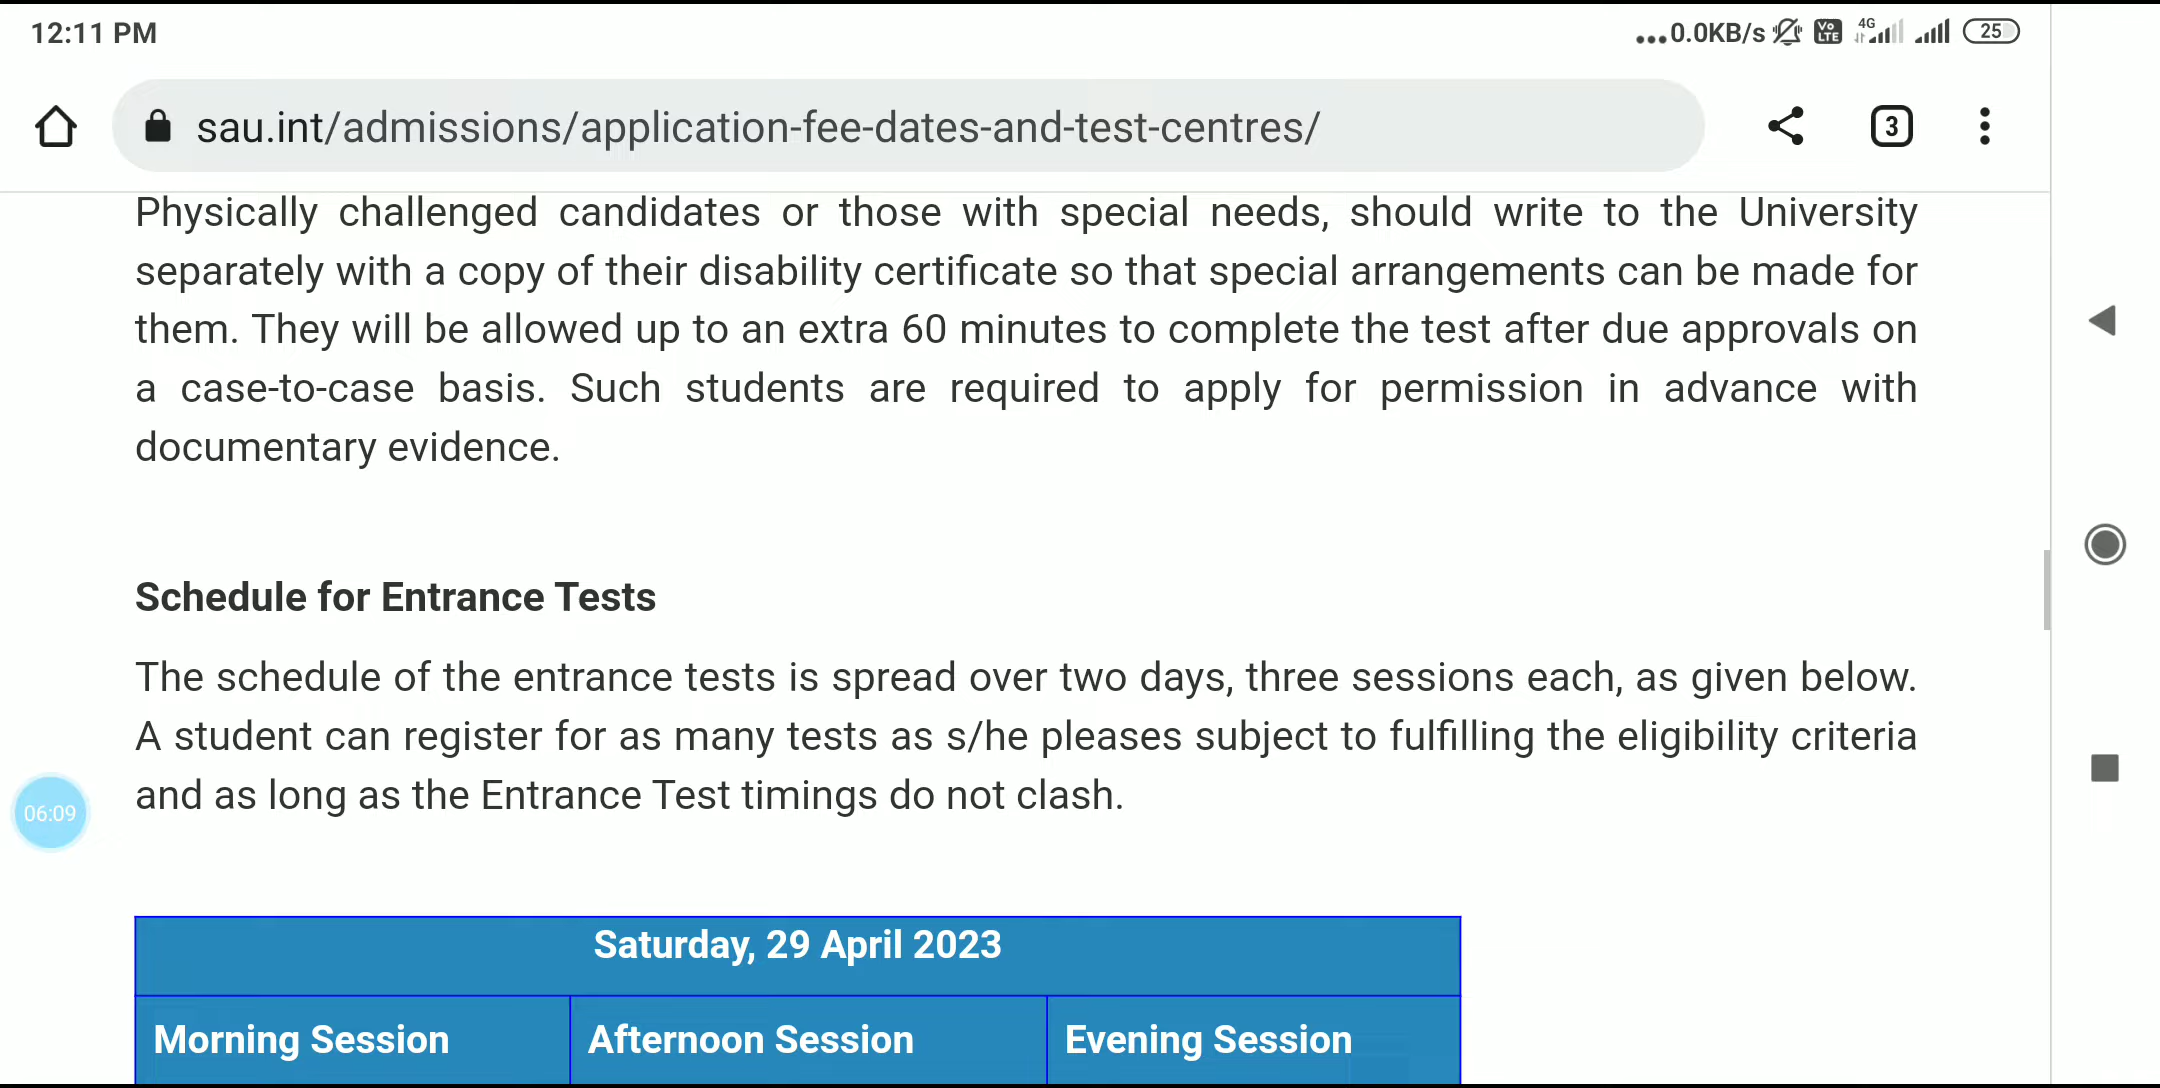 12:11 PM
...0.0KB/s Vo LTE 4G 25
sau.int/admissions/application-fee-dates-and-test-centres/
3
Physically challenged candidates or those with special needs, should write to the University
separately with a copy of their disability certificate so that special arrangements can be made for
them. They will be allowed up to an extra 60 minutes to complete the test after due approvals on
a case-to-case basis. Such students are required to apply for permission in advance with
documentary evidence.
Schedule for Entrance Tests
The schedule of the entrance tests is spread over two days, three sessions each, as given below.
A student can register for as many tests as s/he pleases subject to fulfilling the eligibility criteria
and as long as the Entrance Test timings do not clash.
06:09
Saturday, 29 April 2023
Morning Session Afternoon Session Evening Session